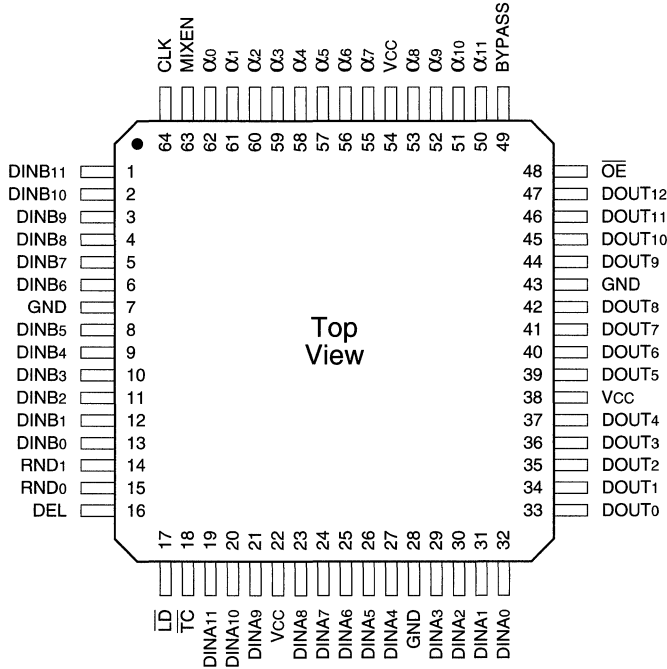 CLK MIXEN α0 α1 α2 α3 α4 α5 α6 α7 VCC α8 α9 α10 α11 BYPASS
64 63 62 61 60 59 58 57 56 55 54 53 52 51 50 49
DINB11 1 48 OE
DINB10 2 47 DOUT12
DINB9 3 46 DOUT11
DINB8 4 45 DOUT10
DINB7 5 44 DOUT9
DINB6 6 43 GND
GND 7 42 DOUT8
DINB5 8 41 DOUT7
DINB4 9 40 DOUT6
DINB3 10 39 DOUT5
DINB2 11 38 VCC
DINB1 12 37 DOUT4
DINB0 13 36 DOUT3
RND1 14 35 DOUT2
RND0 15 34 DOUT1
DEL 16 33 DOUT0
Top
View
17 18 19 20 21 22 23 24 25 26 27 28 29 30 31 32
LD TC DINA11 DINA10 DINA9 VCC DINA8 DINA7 DINA6 DINA5 DINA4 GND DINA3 DINA2 DINA1 DINA0